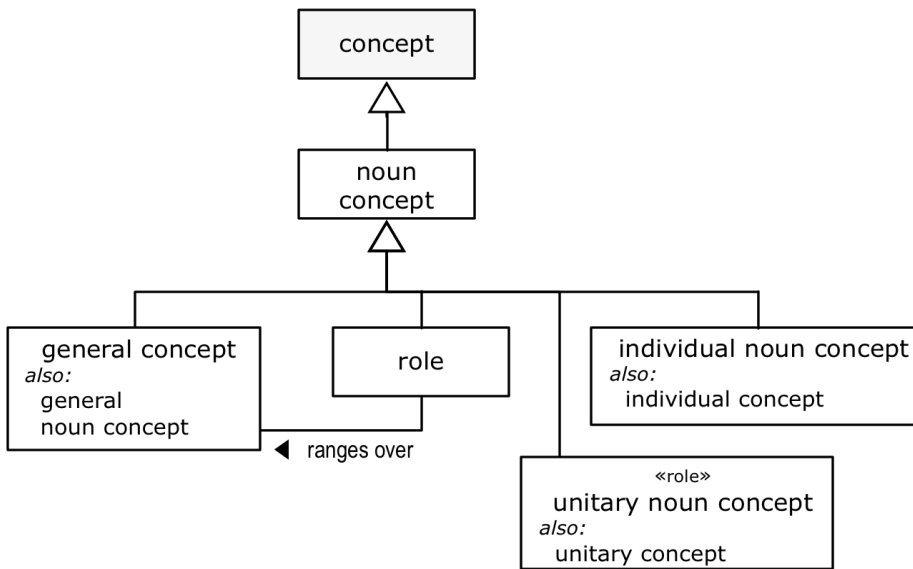 concept
noun
concept
general concept
also:
general
noun concept
role
individual noun concept
also:
individual concept
◀ ranges over
«role»
unitary noun concept
also:
unitary concept